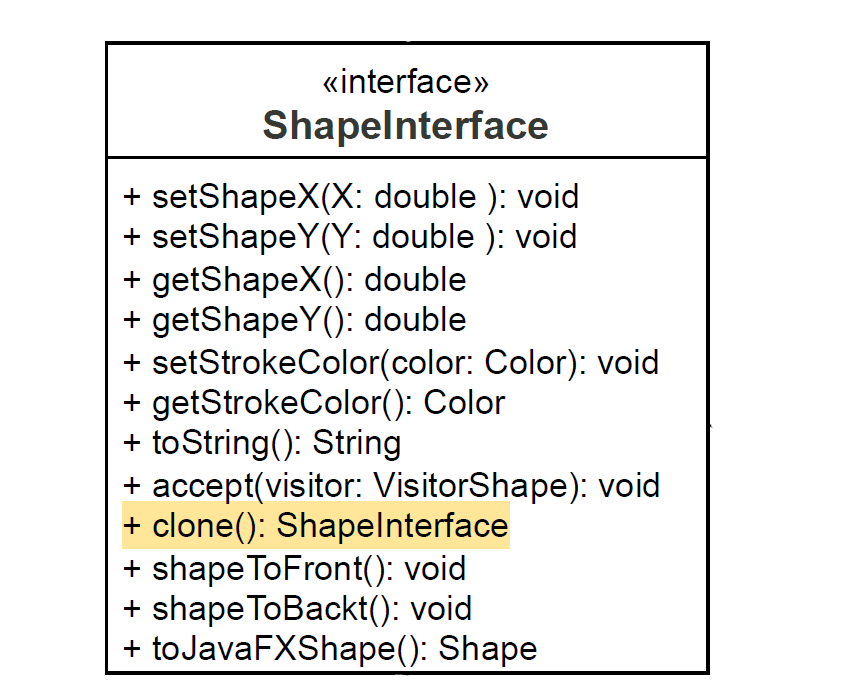 «interface»
ShapeInterface
+ setShapeX(X: double ): void
+ setShapeY(Y: double ): void
+ getShapeX(): double
+ getShapeY(): double
+ setStrokeColor(color: Color): void
+ getStrokeColor(): Color
+ toString(): String
+ accept(visitor: VisitorShape): void
+ clone(): ShapeInterface
+ shapeToFront(): void
+ shapeToBackt(): void
+ toJavaFXShape(): Shape